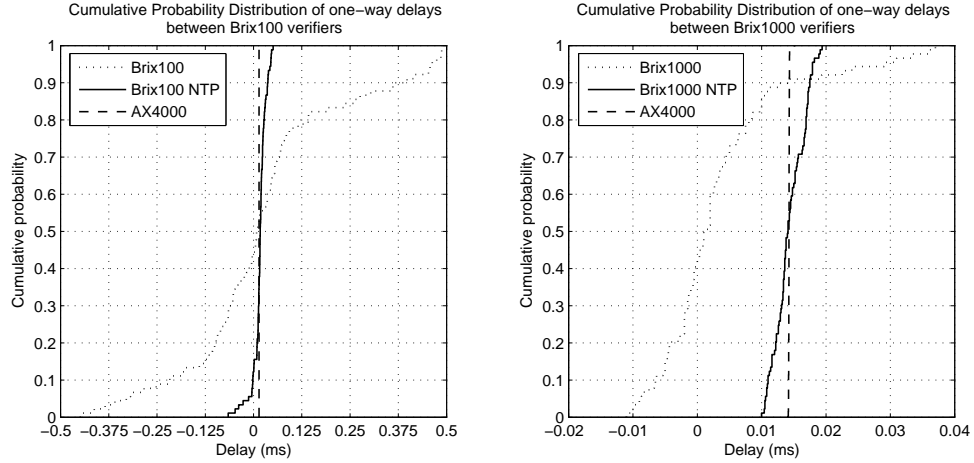 Cumulative Probability Distribution of one-way delays
between Brix100 verifiers
1
0.9
0.8
0.7
0.6
0.5
0.4
0.3
0.2
0.1
0
Cumulative probability
Brix100
Brix100 NTP
AX4000
-0.5 -0.375 -0.25 -0.125 0 0.125 0.25 0.375 0.5
Delay (ms)
Cumulative Probability Distribution of one-way delays
between Brix1000 verifiers
1
0.9
0.8
0.7
0.6
0.5
0.4
0.3
0.2
0.1
0
Cumulative probability
Brix1000
Brix1000 NTP
AX4000
-0.02 -0.01 0 0.01 0.02 0.03 0.04
Delay (ms)